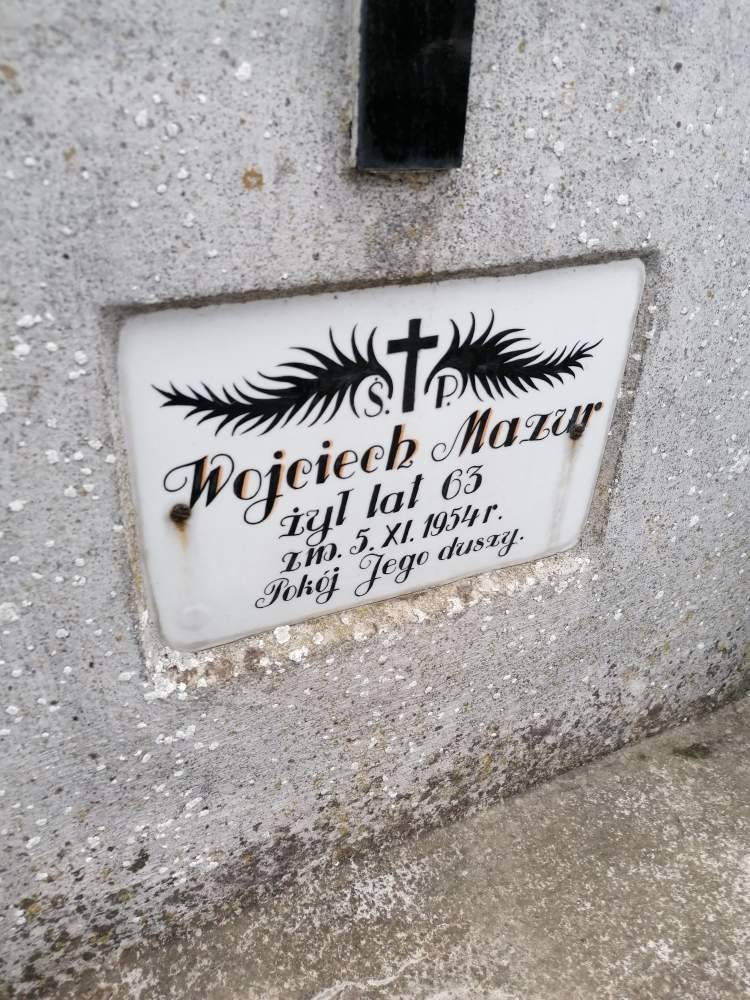 Ś. P.
Wojciech Mazur
żył lat 63
zm. 5. XI. 1954 r.
Pokój Jego duszy.